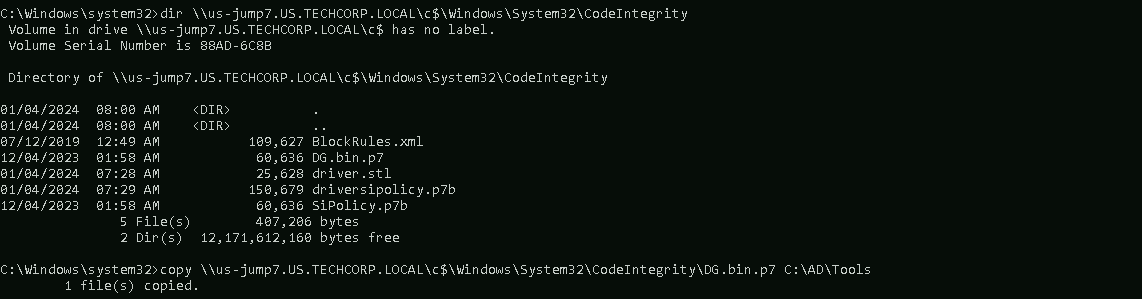 C:\Windows\system32>dir \\us-jump7.US.TECHCORP.LOCAL\c$\Windows\System32\CodeIntegrity
 Volume in drive \\us-jump7.US.TECHCORP.LOCAL\c$ has no label.
 Volume Serial Number is 88AD-6C8B

 Directory of \\us-jump7.US.TECHCORP.LOCAL\c$\Windows\System32\CodeIntegrity

01/04/2024  08:00 AM    <DIR>          .
01/04/2024  08:00 AM    <DIR>          ..
07/12/2019  12:49 AM           109,627 BlockRules.xml
12/04/2023  01:58 AM            60,636 DG.bin.p7
01/04/2024  07:28 AM            25,628 driver.stl
01/04/2024  07:29 AM           150,679 driversipolicy.p7b
12/04/2023  01:58 AM            60,636 SiPolicy.p7b
               5 File(s)        407,206 bytes
               2 Dir(s)  12,171,612,160 bytes free

C:\Windows\system32>copy \\us-jump7.US.TECHCORP.LOCAL\c$\Windows\System32\CodeIntegrity\DG.bin.p7 C:\AD\Tools
        1 file(s) copied.